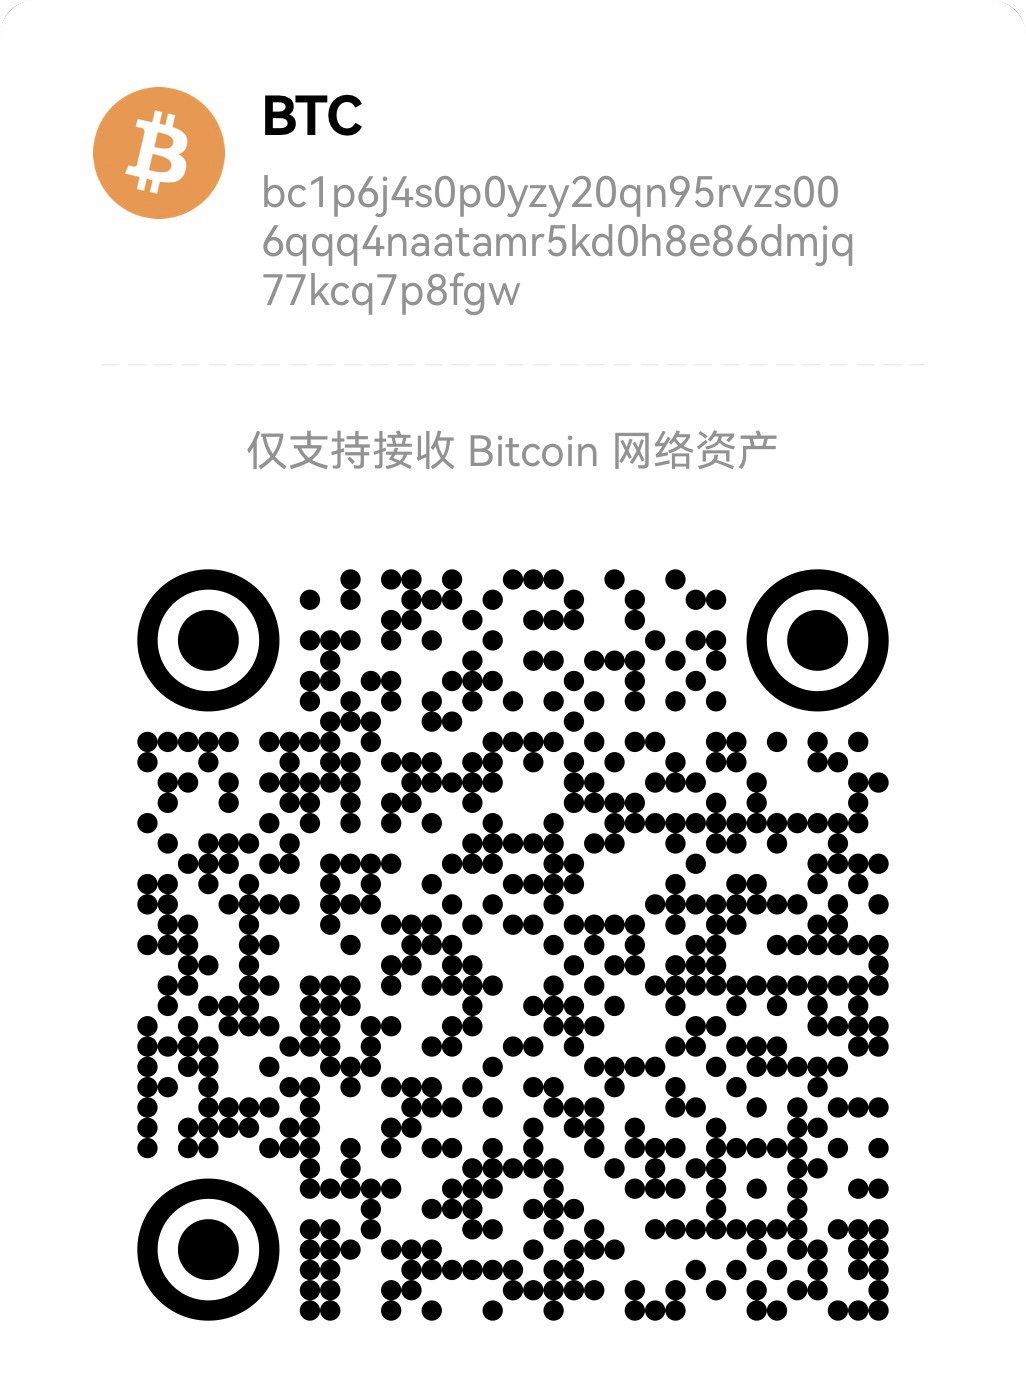 BTC
bc1p6j4s0p0yzy20qn95rvzs00
6qqq4naatamr5kd0h8e86dmjq
77kcq7p8fgw
仅支持接收 Bitcoin 网络资产